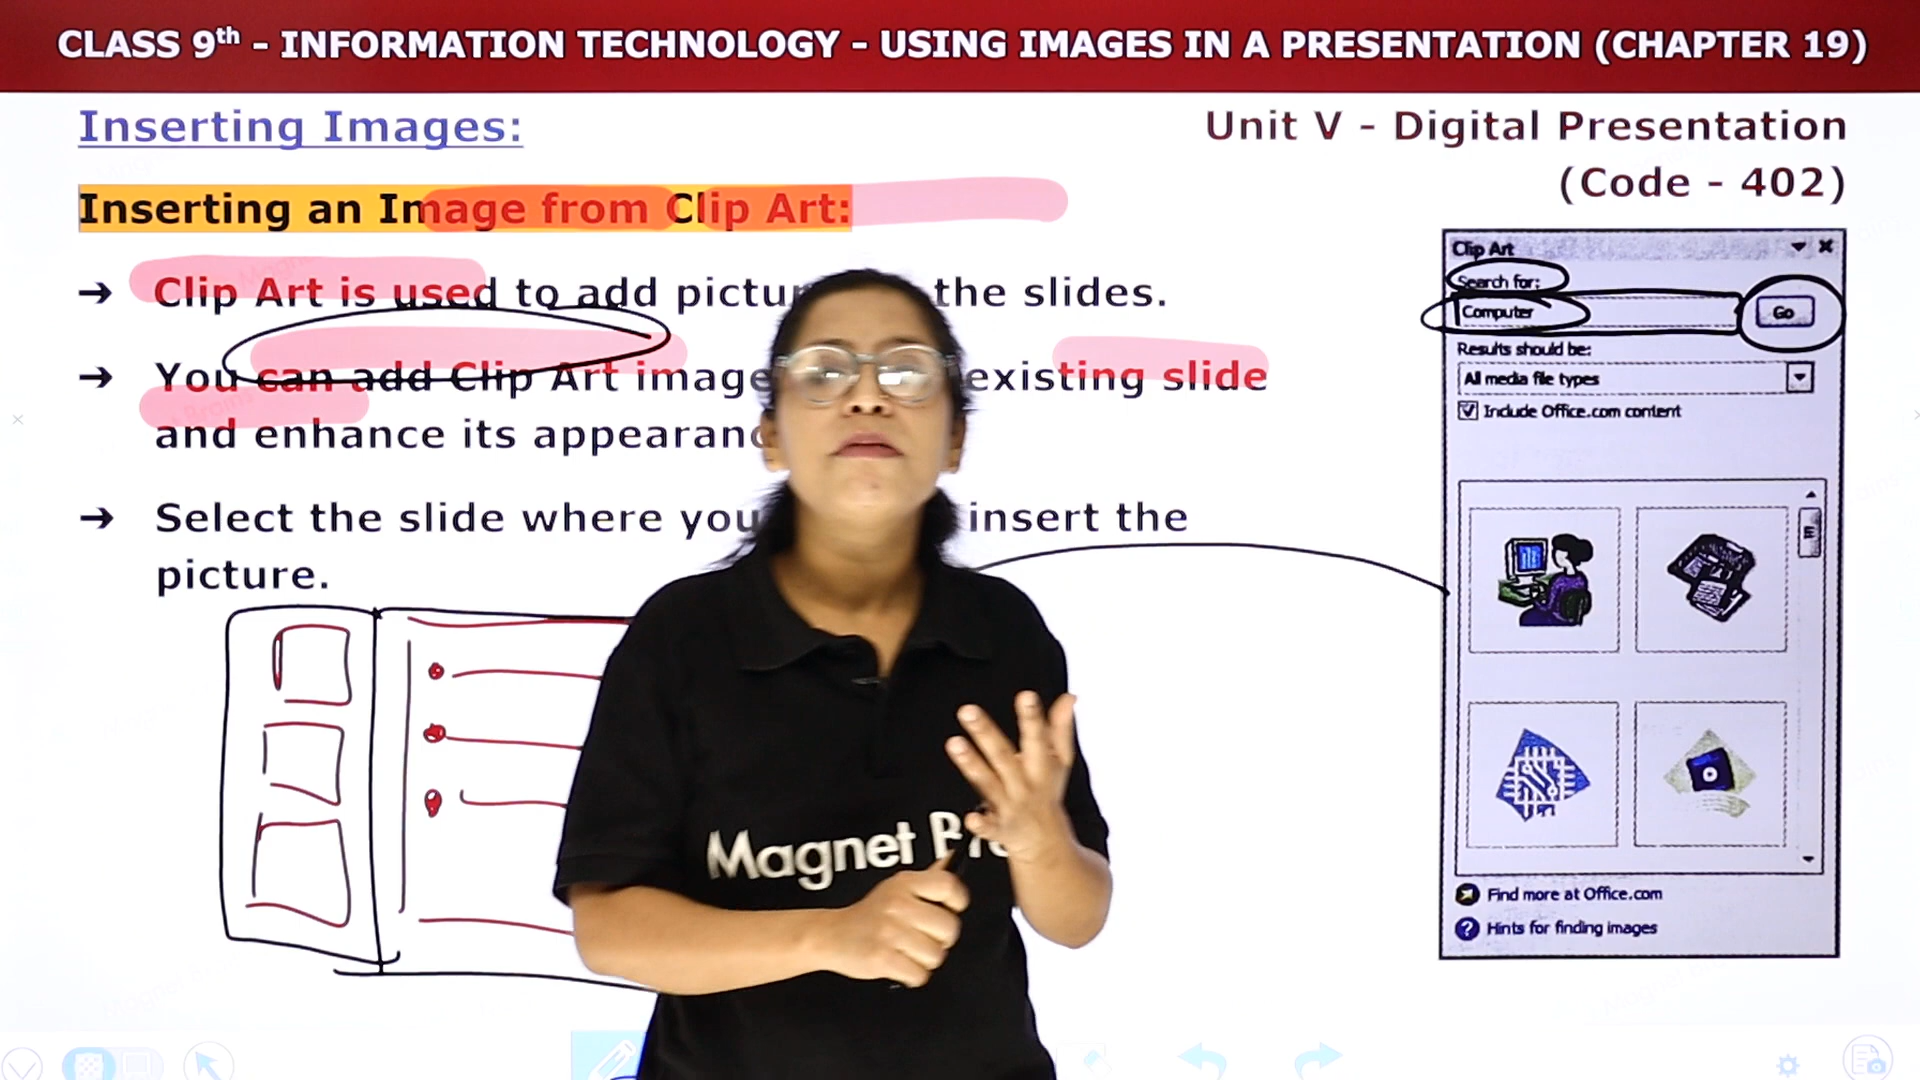 CLASS 9th - INFORMATION TECHNOLOGY - USING IMAGES IN A PRESENTATION (CHAPTER 19)
Inserting Images:
Unit V - Digital Presentation
(Code - 402)
Inserting an Image from Clip Art:
➔ Clip Art is used to add pictu the slides.
➔ You can add Clip Art image existing slide
and enhance its appearanc
➔ Select the slide where you insert the
picture.
Clip Art
Search for:
Computer
Go
Results should be:
All media file types
Include Office.com content
Find more at Office.com
Hints for finding images
Magnet Br